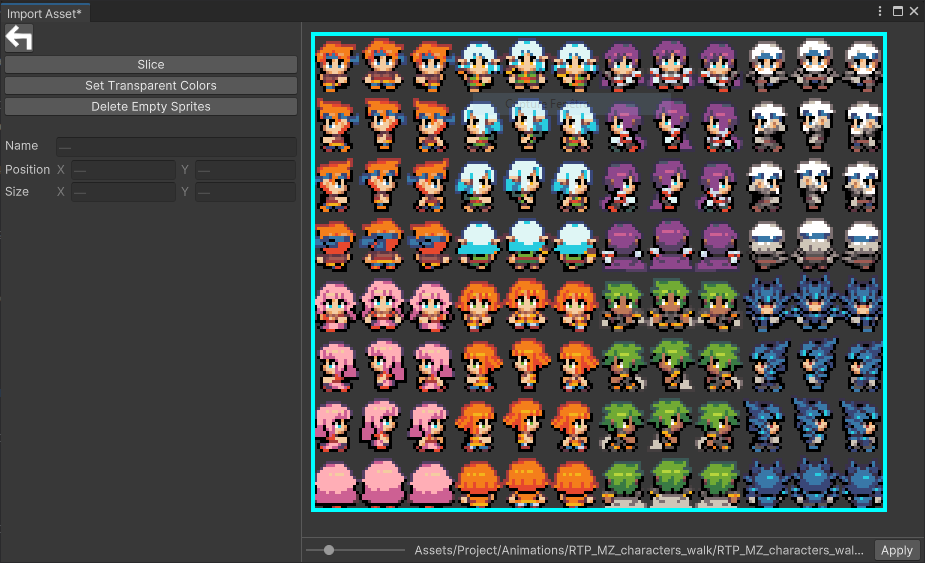 Import Asset*
Slice
Set Transparent Colors
Delete Empty Sprites
Name —
Position X — Y —
Size X — Y —
Assets/Project/Animations/RTP_MZ_characters_walk/RTP_MZ_characters_wal...
Apply